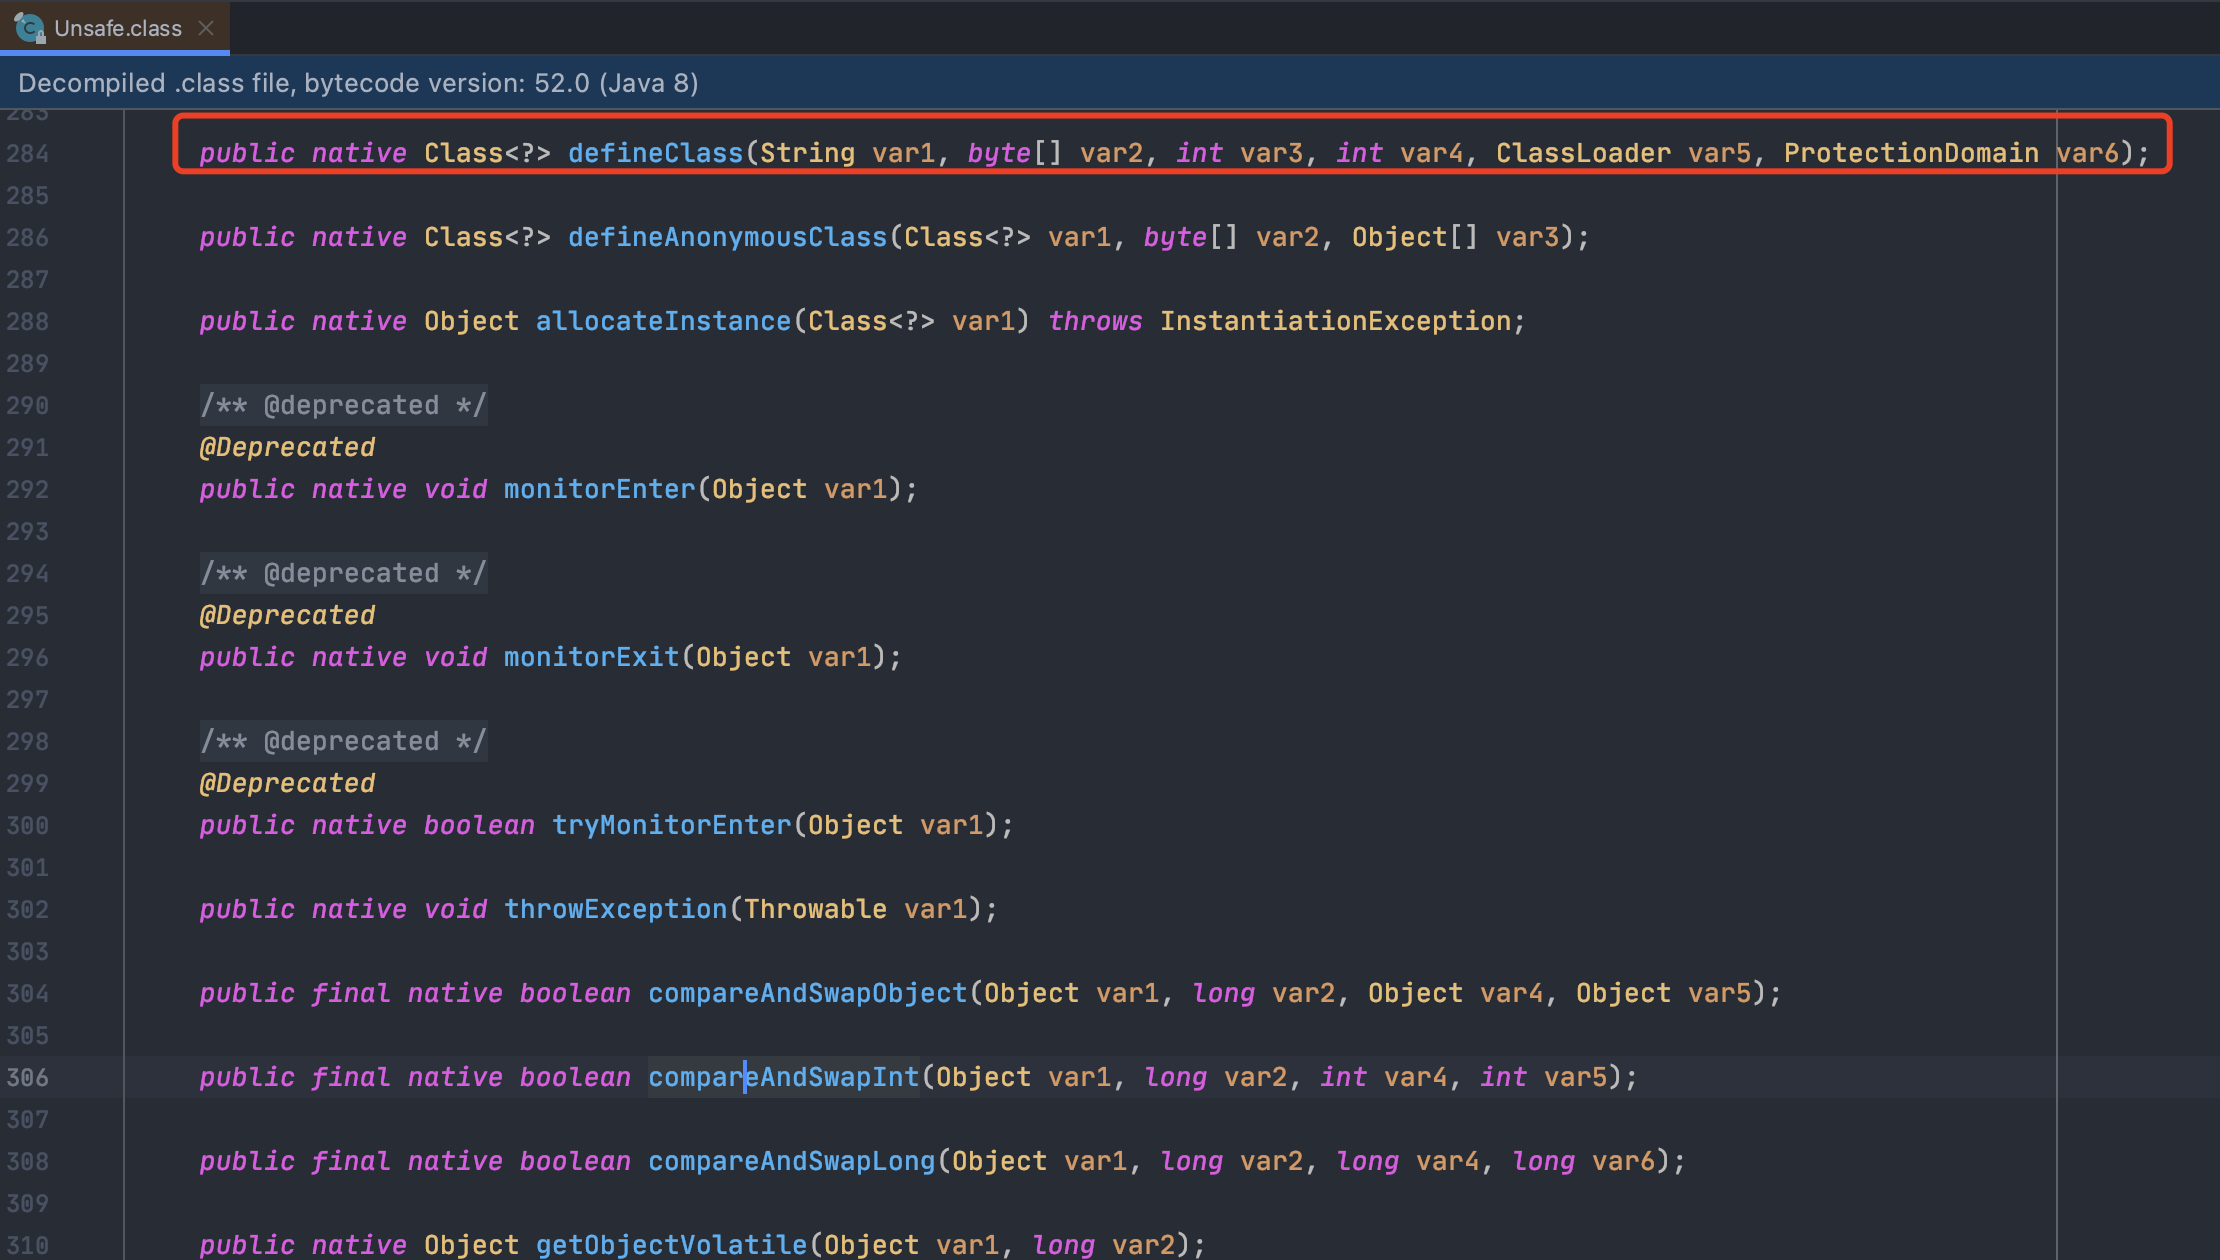 Unsafe.class
Decompiled .class file, bytecode version: 52.0 (Java 8)
283
284 public native Class<?> defineClass(String var1, byte[] var2, int var3, int var4, ClassLoader var5, ProtectionDomain var6);
285
286 public native Class<?> defineAnonymousClass(Class<?> var1, byte[] var2, Object[] var3);
287
288 public native Object allocateInstance(Class<?> var1) throws InstantiationException;
289
290 /** @deprecated */
291 @Deprecated
292 public native void monitorEnter(Object var1);
293
294 /** @deprecated */
295 @Deprecated
296 public native void monitorExit(Object var1);
297
298 /** @deprecated */
299 @Deprecated
300 public native boolean tryMonitorEnter(Object var1);
301
302 public native void throwException(Throwable var1);
303
304 public final native boolean compareAndSwapObject(Object var1, long var2, Object var4, Object var5);
305
306 public final native boolean compareAndSwapInt(Object var1, long var2, int var4, int var5);
307
308 public final native boolean compareAndSwapLong(Object var1, long var2, long var4, long var6);
309
310 public native Object getObjectVolatile(Object var1, long var2);